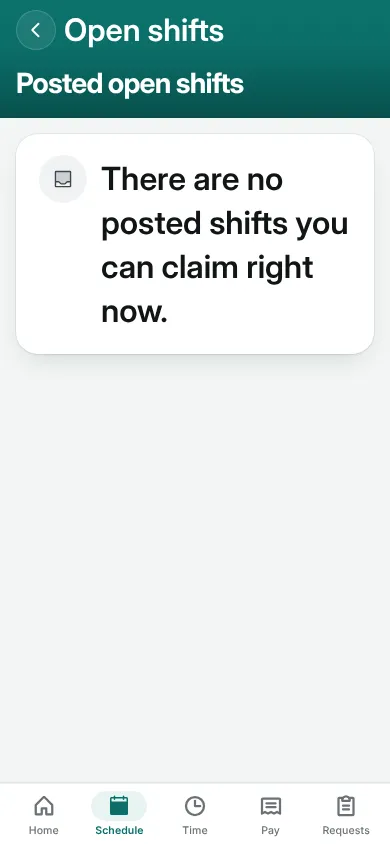 Open shifts
Posted open shifts
There are no
posted shifts you
can claim right
now.
Home
Schedule
Time
Pay
Requests